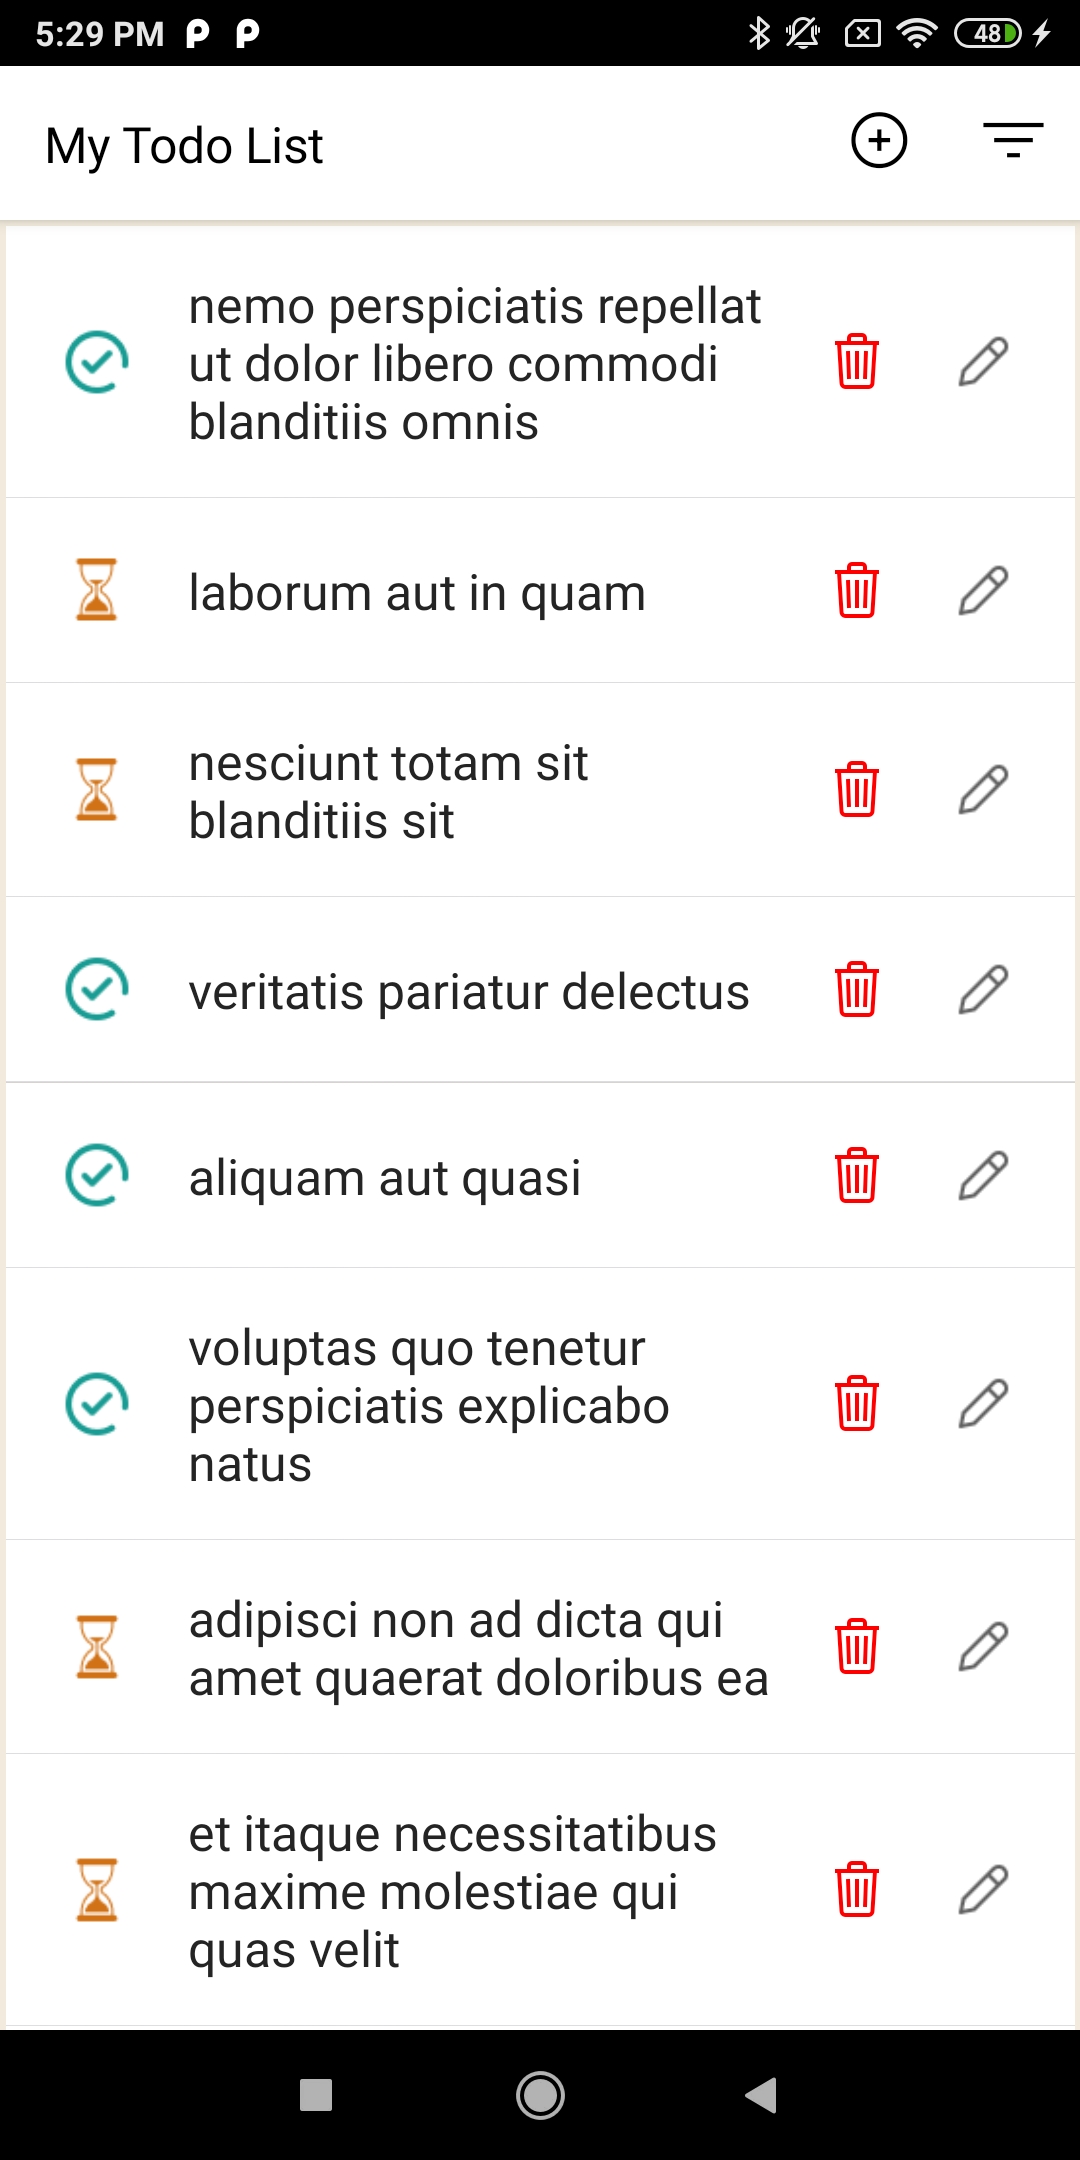 5:29 PM
48
My Todo List
nemo perspiciatis repellat
ut dolor libero commodi
blanditiis omnis
laborum aut in quam
nesciunt totam sit
blanditiis sit
veritatis pariatur delectus
aliquam aut quasi
voluptas quo tenetur
perspiciatis explicabo
natus
adipisci non ad dicta qui
amet quaerat doloribus ea
et itaque necessitatibus
maxime molestiae qui
quas velit